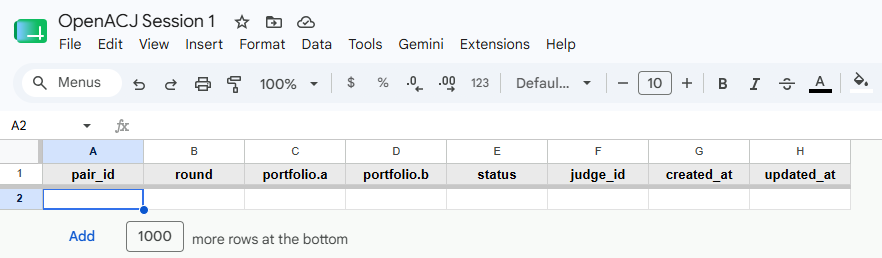 OpenACJ Session 1
File Edit View Insert Format Data Tools Gemini Extensions Help
Menus 100% $ % .0 .00 123 Defaul... − 10 + B I S A
A2 fx
A B C D E F G H
1 pair_id round portfolio.a portfolio.b status judge_id created_at updated_at
2
Add 1000 more rows at the bottom